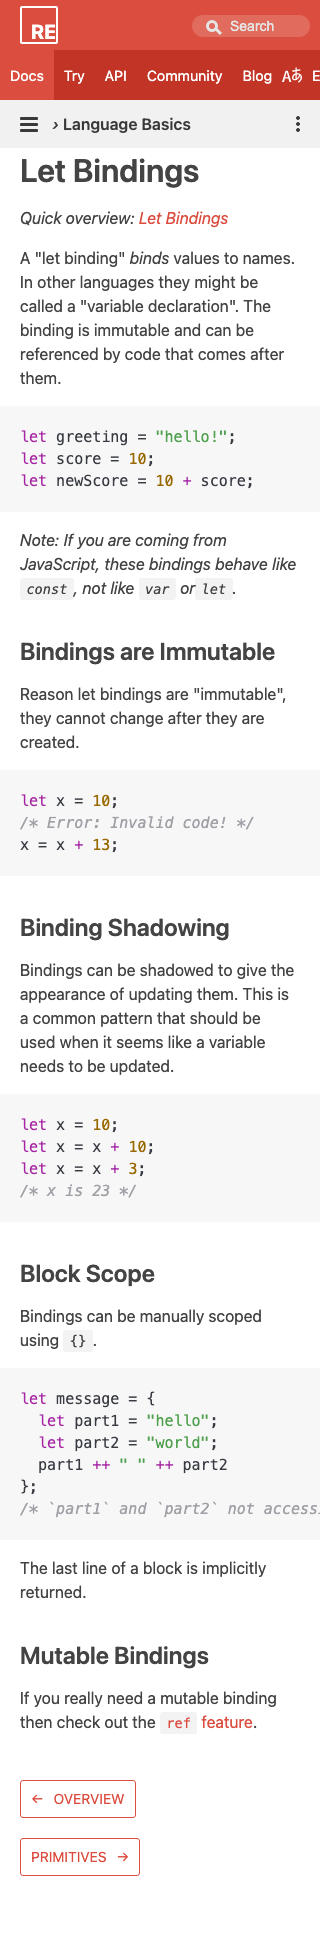 RE
Search
Docs Try API Community Blog Aあ E
› Language Basics
Let Bindings
Quick overview: Let Bindings
A "let binding" binds values to names.
In other languages they might be
called a "variable declaration". The
binding is immutable and can be
referenced by code that comes after
them.
let greeting = "hello!";
let score = 10;
let newScore = 10 + score;
Note: If you are coming from
JavaScript, these bindings behave like
const, not like var or let.
Bindings are Immutable
Reason let bindings are "immutable",
they cannot change after they are
created.
let x = 10;
/* Error: Invalid code! */
x = x + 13;
Binding Shadowing
Bindings can be shadowed to give the
appearance of updating them. This is
a common pattern that should be
used when it seems like a variable
needs to be updated.
let x = 10;
let x = x + 10;
let x = x + 3;
/* x is 23 */
Block Scope
Bindings can be manually scoped
using {}.
let message = {
  let part1 = "hello";
  let part2 = "world";
  part1 ++ " " ++ part2
};
/* `part1` and `part2` not access
The last line of a block is implicitly
returned.
Mutable Bindings
If you really need a mutable binding
then check out the ref feature.
← OVERVIEW
PRIMITIVES →